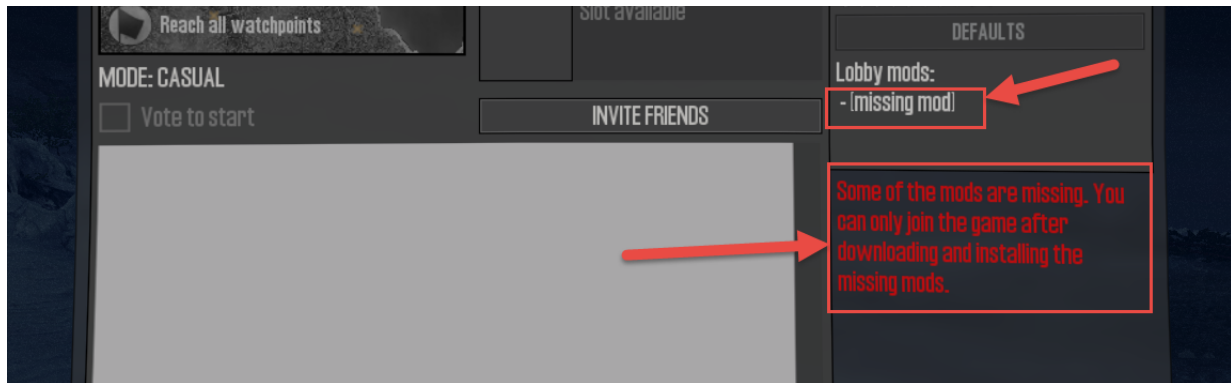 Slot available
Reach all watchpoints
DEFAULTS
MODE: CASUAL
Lobby mods:
- [missing mod]
Vote to start
INVITE FRIENDS
Some of the mods are missing. You
can only join the game after
downloading and installing the
missing mods.